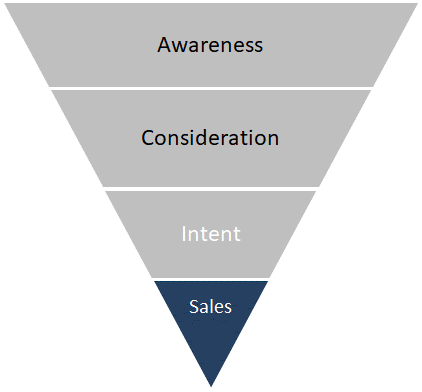 Awareness
Consideration
Intent
Sales